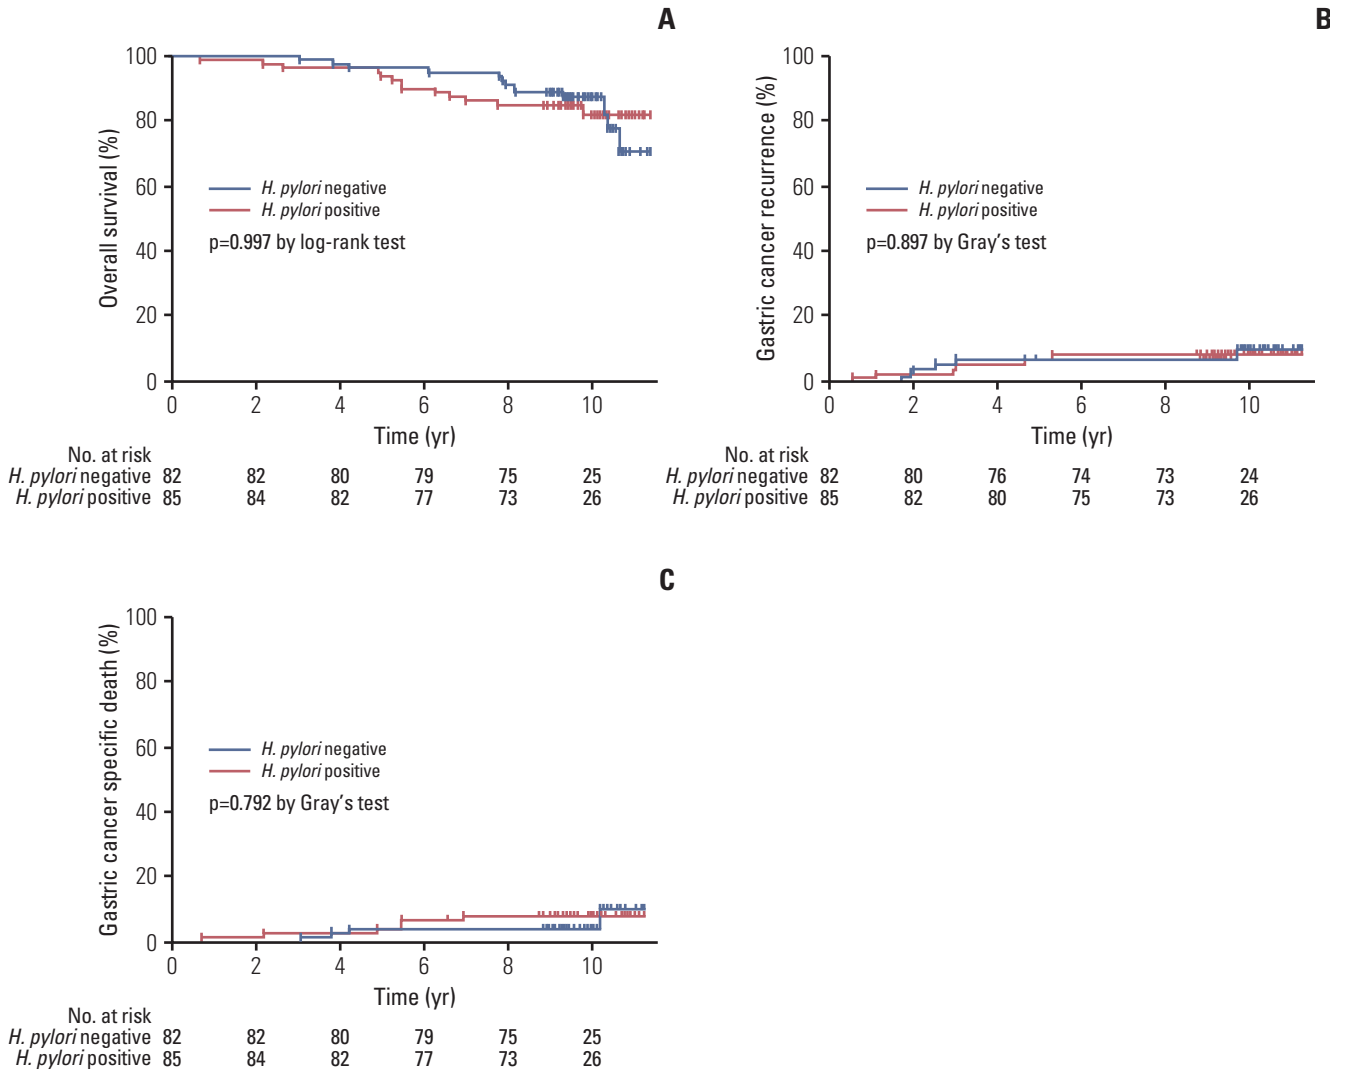 A
100
80
60
40
20
0
Overall survival (%)
H. pylori negative
H. pylori positive
p=0.997 by log-rank test
0 2 4 6 8 10
Time (yr)
No. at risk
H. pylori negative 82 82 80 79 75 25
H. pylori positive 85 84 82 77 73 26
B
100
80
60
40
20
0
Gastric cancer recurrence (%)
H. pylori negative
H. pylori positive
p=0.897 by Gray's test
0 2 4 6 8 10
Time (yr)
No. at risk
H. pylori negative 82 80 76 74 73 24
H. pylori positive 85 82 80 75 73 26
C
100
80
60
40
20
0
Gastric cancer specific death (%)
H. pylori negative
H. pylori positive
p=0.792 by Gray's test
0 2 4 6 8 10
Time (yr)
No. at risk
H. pylori negative 82 82 80 79 75 25
H. pylori positive 85 84 82 77 73 26